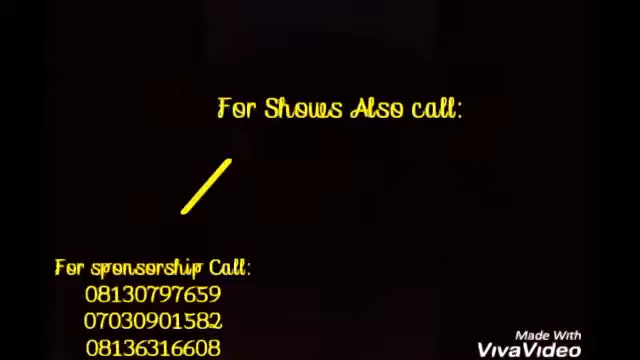 For Shows Also call:
For sponsorship Call:
08130797659
07030901582
08136316608
Made With
VivaVideo